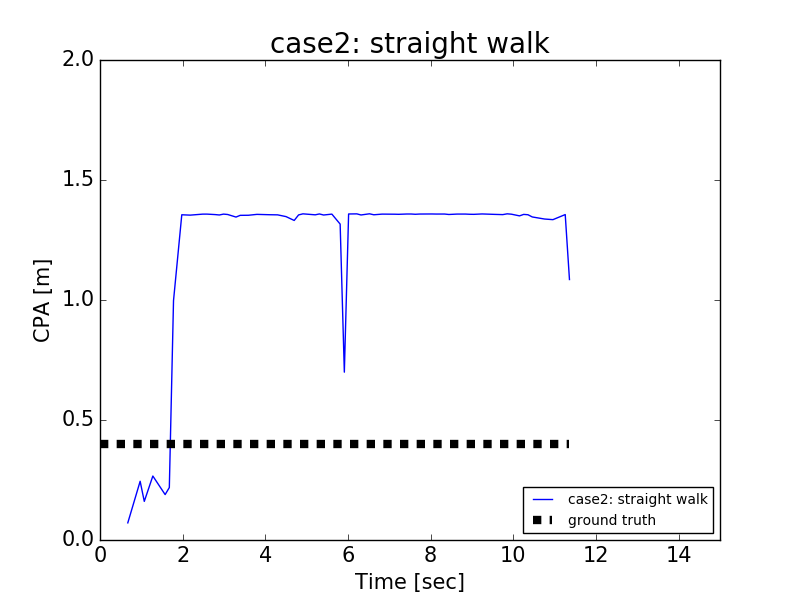 case2: straight walk
2.0
1.5
1.0
0.5
0.0
CPA [m]
0 2 4 6 8 10 12 14
Time [sec]
case2: straight walk
ground truth